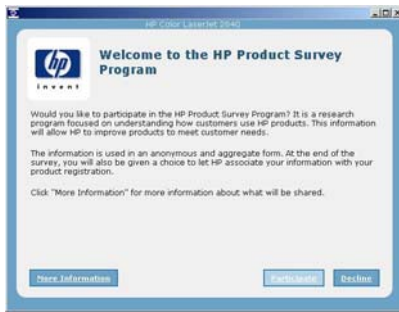 HP Color LaserJet 2840
hp
invent
Welcome to the HP Product Survey
Program
Would you like to participate in the HP Product Survey Program? It is a research
program focused on understanding how customers use HP products. This information
will allow HP to improve products to meet customer needs.
The information is used in an anonymous and aggregate form. At the end of the
survey, you will also be given a choice to let HP associate your information with your
product registration.
Click "More Information" for more information about what will be shared.
More Information
Participate
Decline